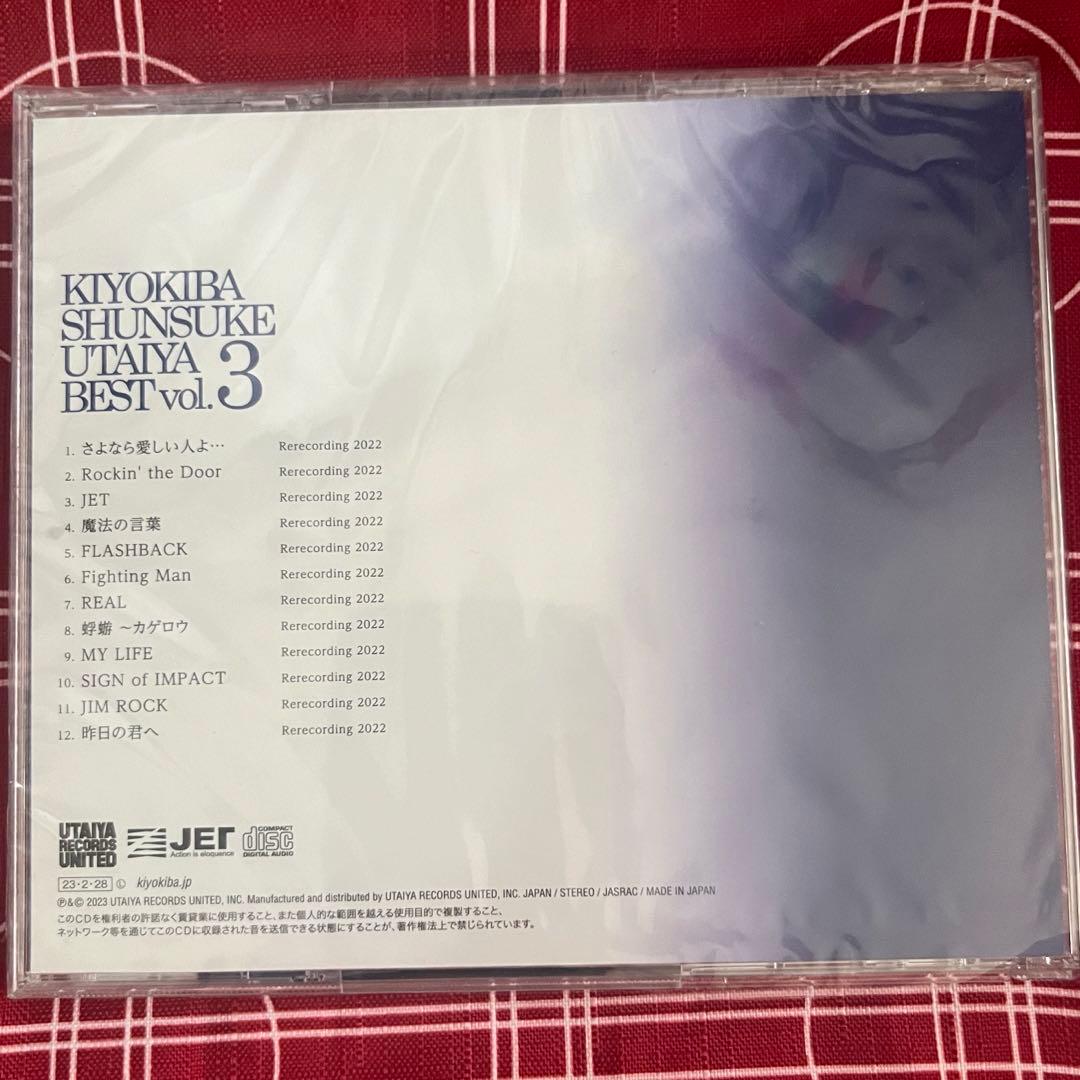 KIYOKIBA
SHUNSUKE
UTAIYA
BEST vol. 3
1. さよなら愛しい人よ… Rerecording 2022
2. Rockin' the Door Rerecording 2022
3. JET Rerecording 2022
4. 魔法の言葉 Rerecording 2022
5. FLASHBACK Rerecording 2022
6. Fighting Man Rerecording 2022
7. REAL Rerecording 2022
8. 蜉蝣 ~カゲロウ Rerecording 2022
9. MY LIFE Rerecording 2022
10. SIGN of IMPACT Rerecording 2022
11. JIM ROCK Rerecording 2022
12. 昨日の君へ Rerecording 2022
UTAIYA
RECORDS
UNITED
JET
Action is eloquence
COMPACT
disc
DIGITAL AUDIO
23・2・28 Ⓛ kiyokiba.jp
℗&© 2023 UTAIYA RECORDS UNITED, INC. Manufactured and distributed by UTAIYA RECORDS UNITED, INC. JAPAN / STEREO / JASRAC / MADE IN JAPAN
このCDを権利者の許諾なく賃貸業に使用すること、また個人的な範囲を越える使用目的で複製すること、
ネットワーク等を通じてこのCDに収録された音を送信できる状態にすることが、著作権法上で禁じられています。